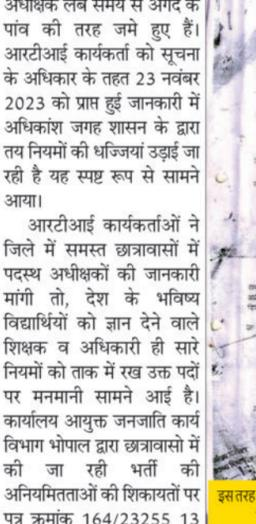 अधीक्षक लंबे समय से अंगद के
पांव की तरह जमे हुए हैं।
आरटीआई कार्यकर्ता को सूचना
के अधिकार के तहत 23 नवंबर
2023 को प्राप्त हुई जानकारी में
अधिकांश जगह शासन के द्वारा
तय नियमों की धज्जियां उड़ाई जा
रही है यह स्पष्ट रूप से सामने
आया।
आरटीआई कार्यकर्ताओं ने
जिले में समस्त छात्रावासों में
पदस्थ अधीक्षकों की जानकारी
मांगी तो, देश के भविष्य
विद्यार्थियों को ज्ञान देने वाले
शिक्षक व अधिकारी ही सारे
नियमों को ताक में रख उक्त पदों
पर मनमानी सामने आई है।
कार्यालय आयुक्त जनजाति कार्य
विभाग भोपाल द्वारा छात्रावासो में
की जा रही भर्ती की
अनियमितताओं की शिकायतों पर
पत्र क्रमांक 164/23255 13
इस तरह